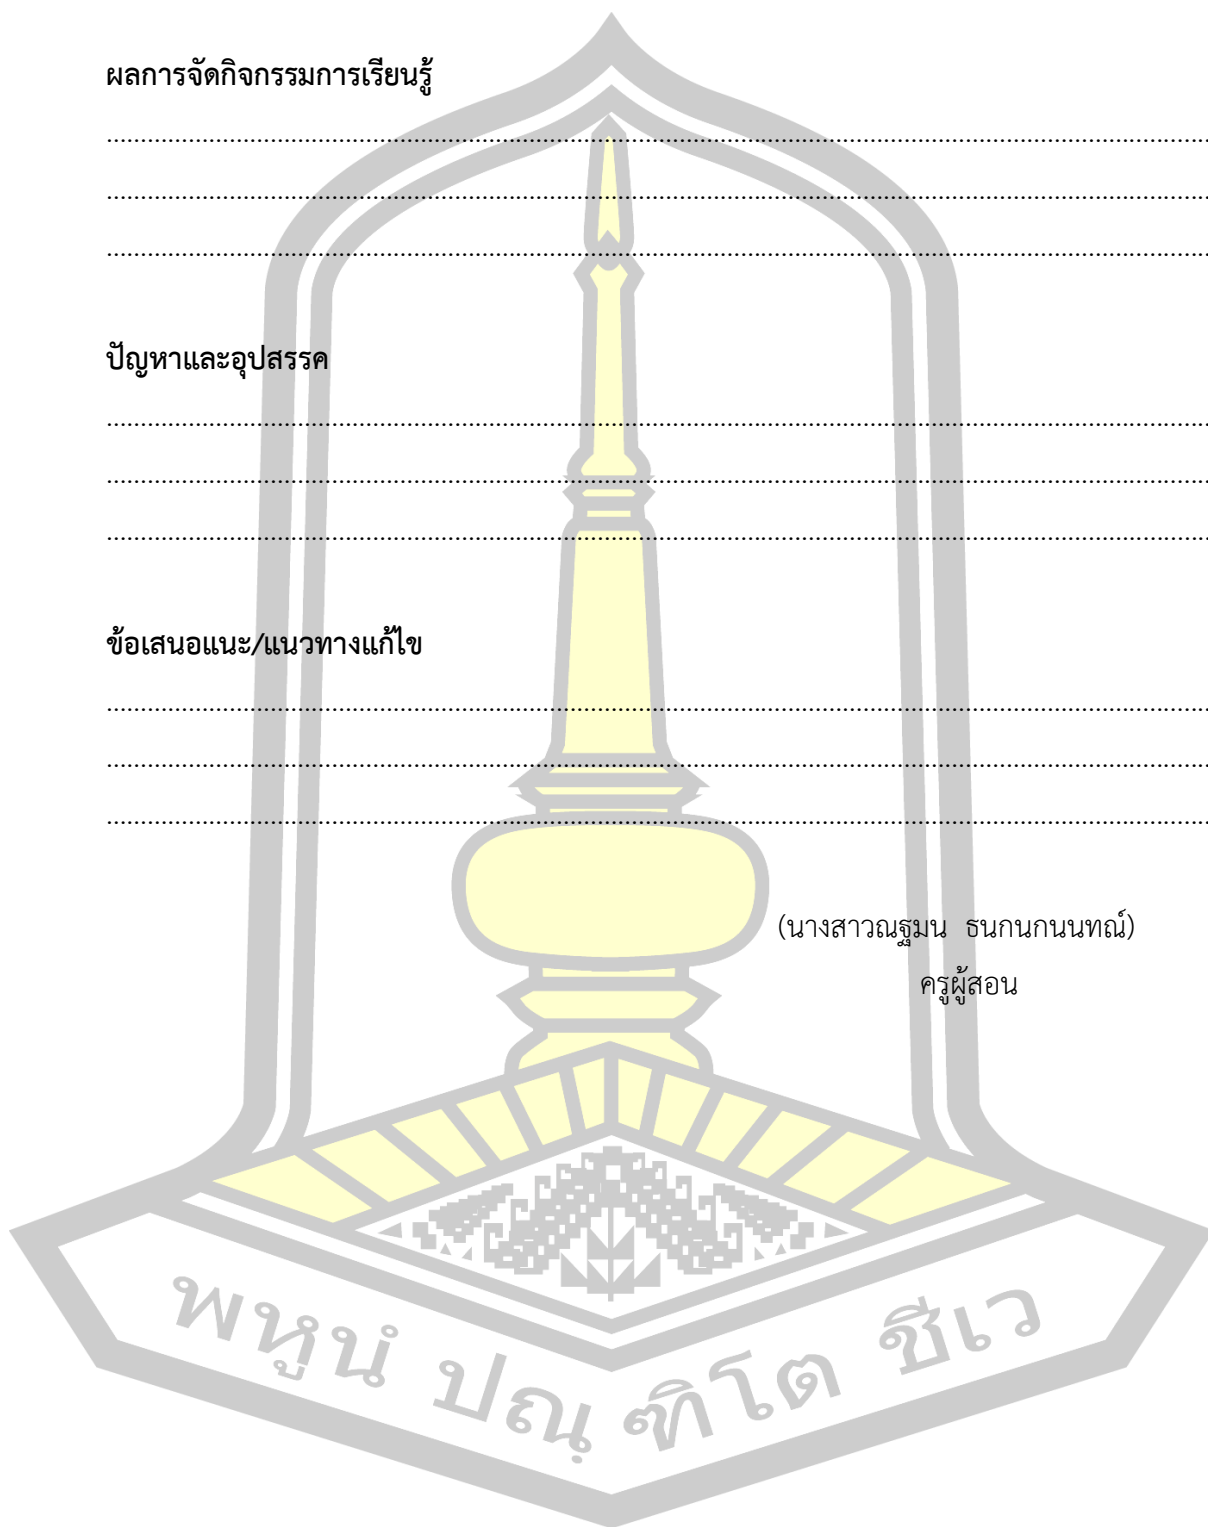 ผลการจัดกิจกรรมการเรียนรู้
................................................................................................................................................................
................................................................................................................................................................
................................................................................................................................................................
ปัญหาและอุปสรรค
................................................................................................................................................................
................................................................................................................................................................
................................................................................................................................................................
ข้อเสนอแนะ/แนวทางแก้ไข
................................................................................................................................................................
................................................................................................................................................................
................................................................................................................................................................
(นางสาวณฐมน ธนกนกนนทณ์)
ครูผู้สอน
พหูนํ ปณฺฑิโต ชีเว